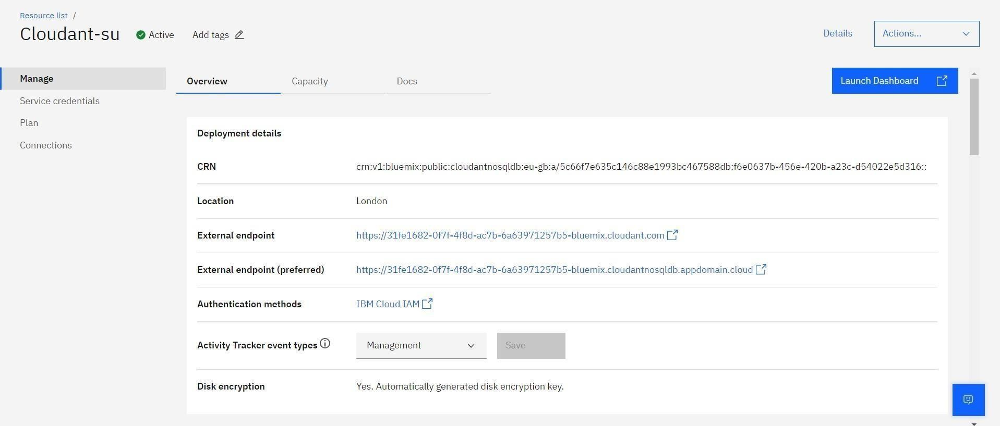 Resource list /
Cloudant-su Active Add tags
Details Actions...
Manage
Service credentials
Plan
Connections
Overview Capacity Docs
Launch Dashboard
Deployment details
CRN crn:v1:bluemix:public:cloudantnosqldb:eu-gb:a/5c66f7e635c146c88e1993bc467588db:f6e0637b-456e-420b-a23c-d54022e5d316::
Location London
External endpoint https://31fe1682-0f7f-4f8d-ac7b-6a63971257b5-bluemix.cloudant.com
External endpoint (preferred) https://31fe1682-0f7f-4f8d-ac7b-6a63971257b5-bluemix.cloudantnosqldb.appdomain.cloud
Authentication methods IBM Cloud IAM
Activity Tracker event types Management Save
Disk encryption Yes. Automatically generated disk encryption key.